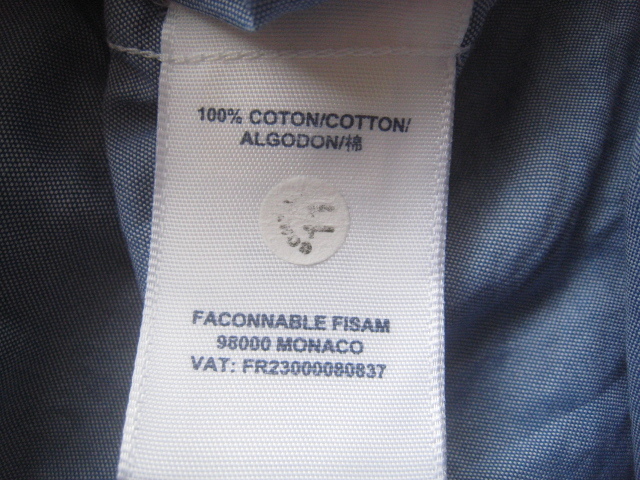 100% COTON/COTTON/
ALGODON/棉
FACONNABLE FISAM
98000 MONACO
VAT: FR23000080837